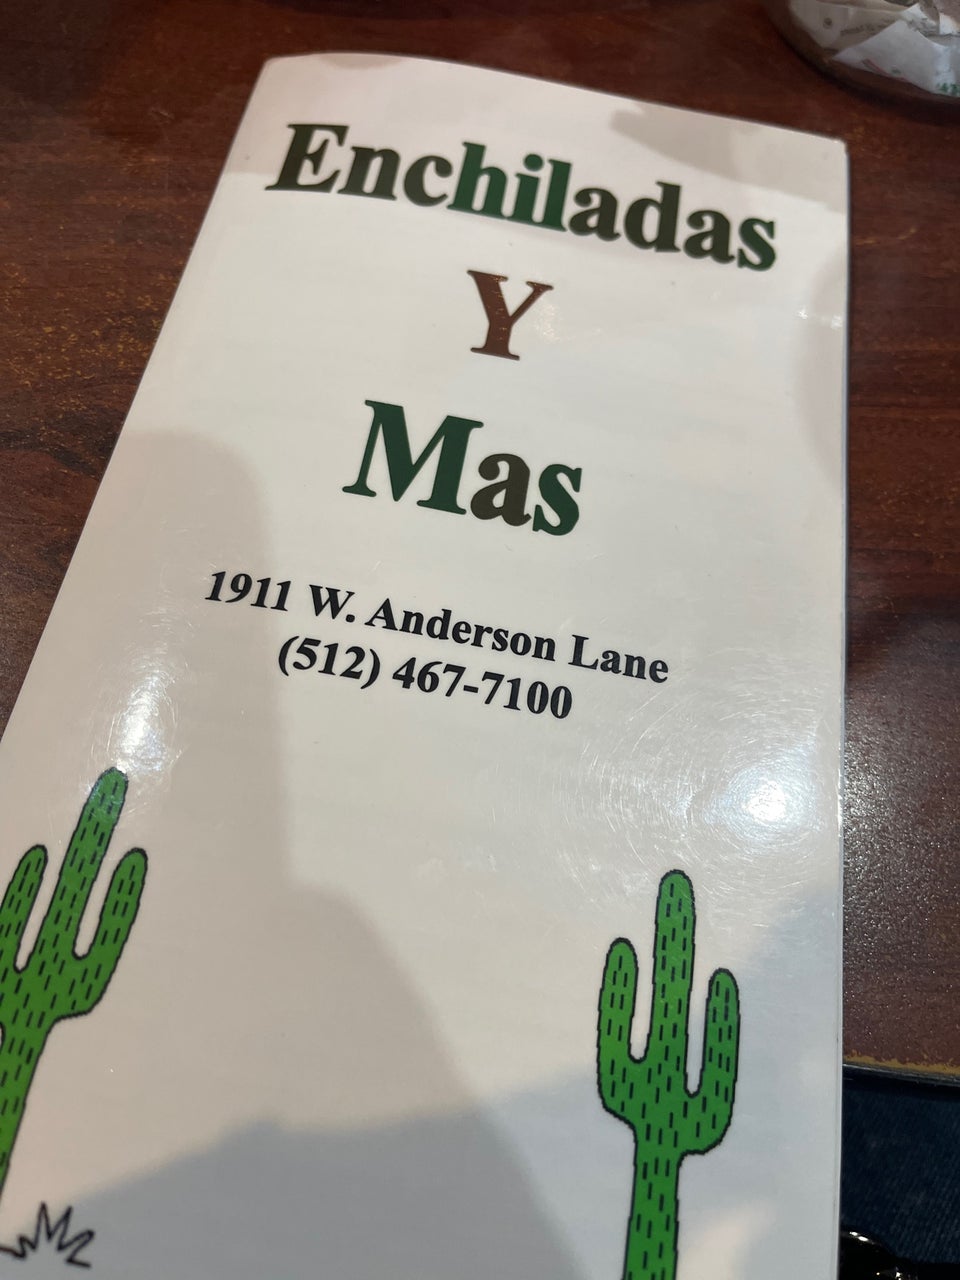 Enchiladas
Y
Mas
1911 W. Anderson Lane
(512) 467-7100